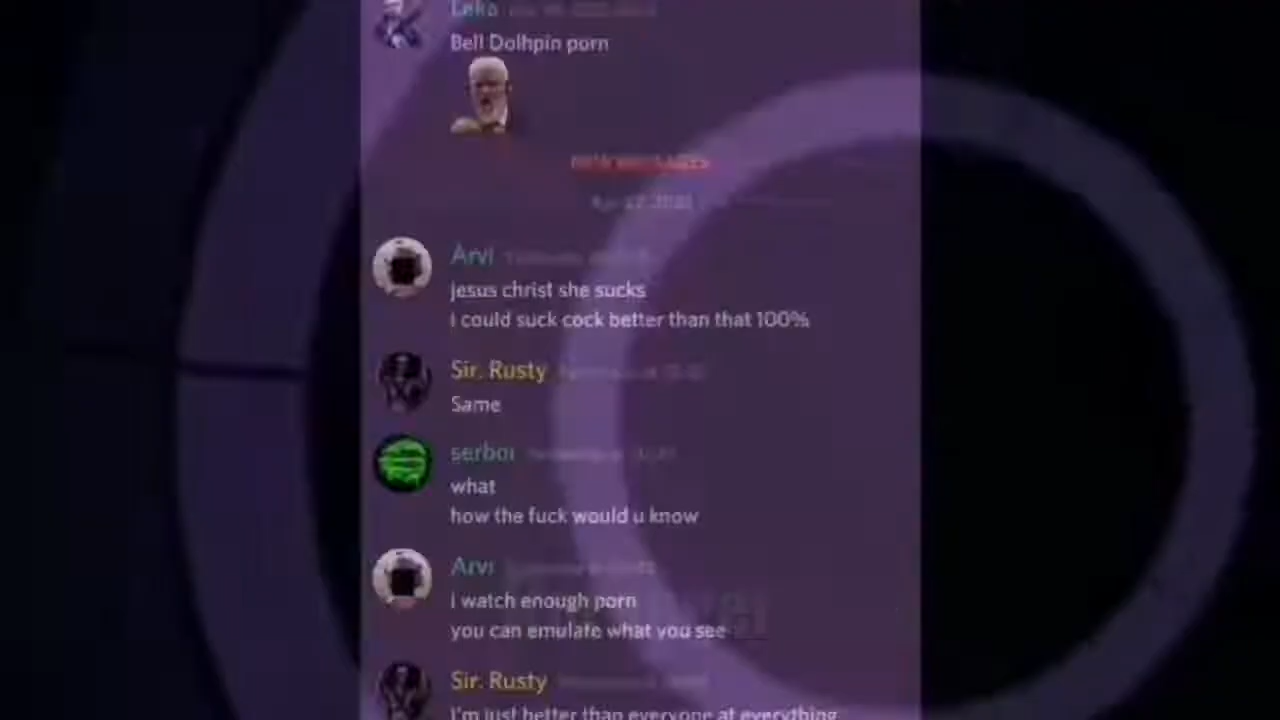 Leka
Bell Dolhpin porn
Arvi
jesus christ she sucks
i could suck cock better than that 100%
Sir. Rusty
Same
serboi
what
how the fuck would u know
Arvi
i watch enough porn
you can emulate what you see
Sir. Rusty
I'm just better than everyone at everything